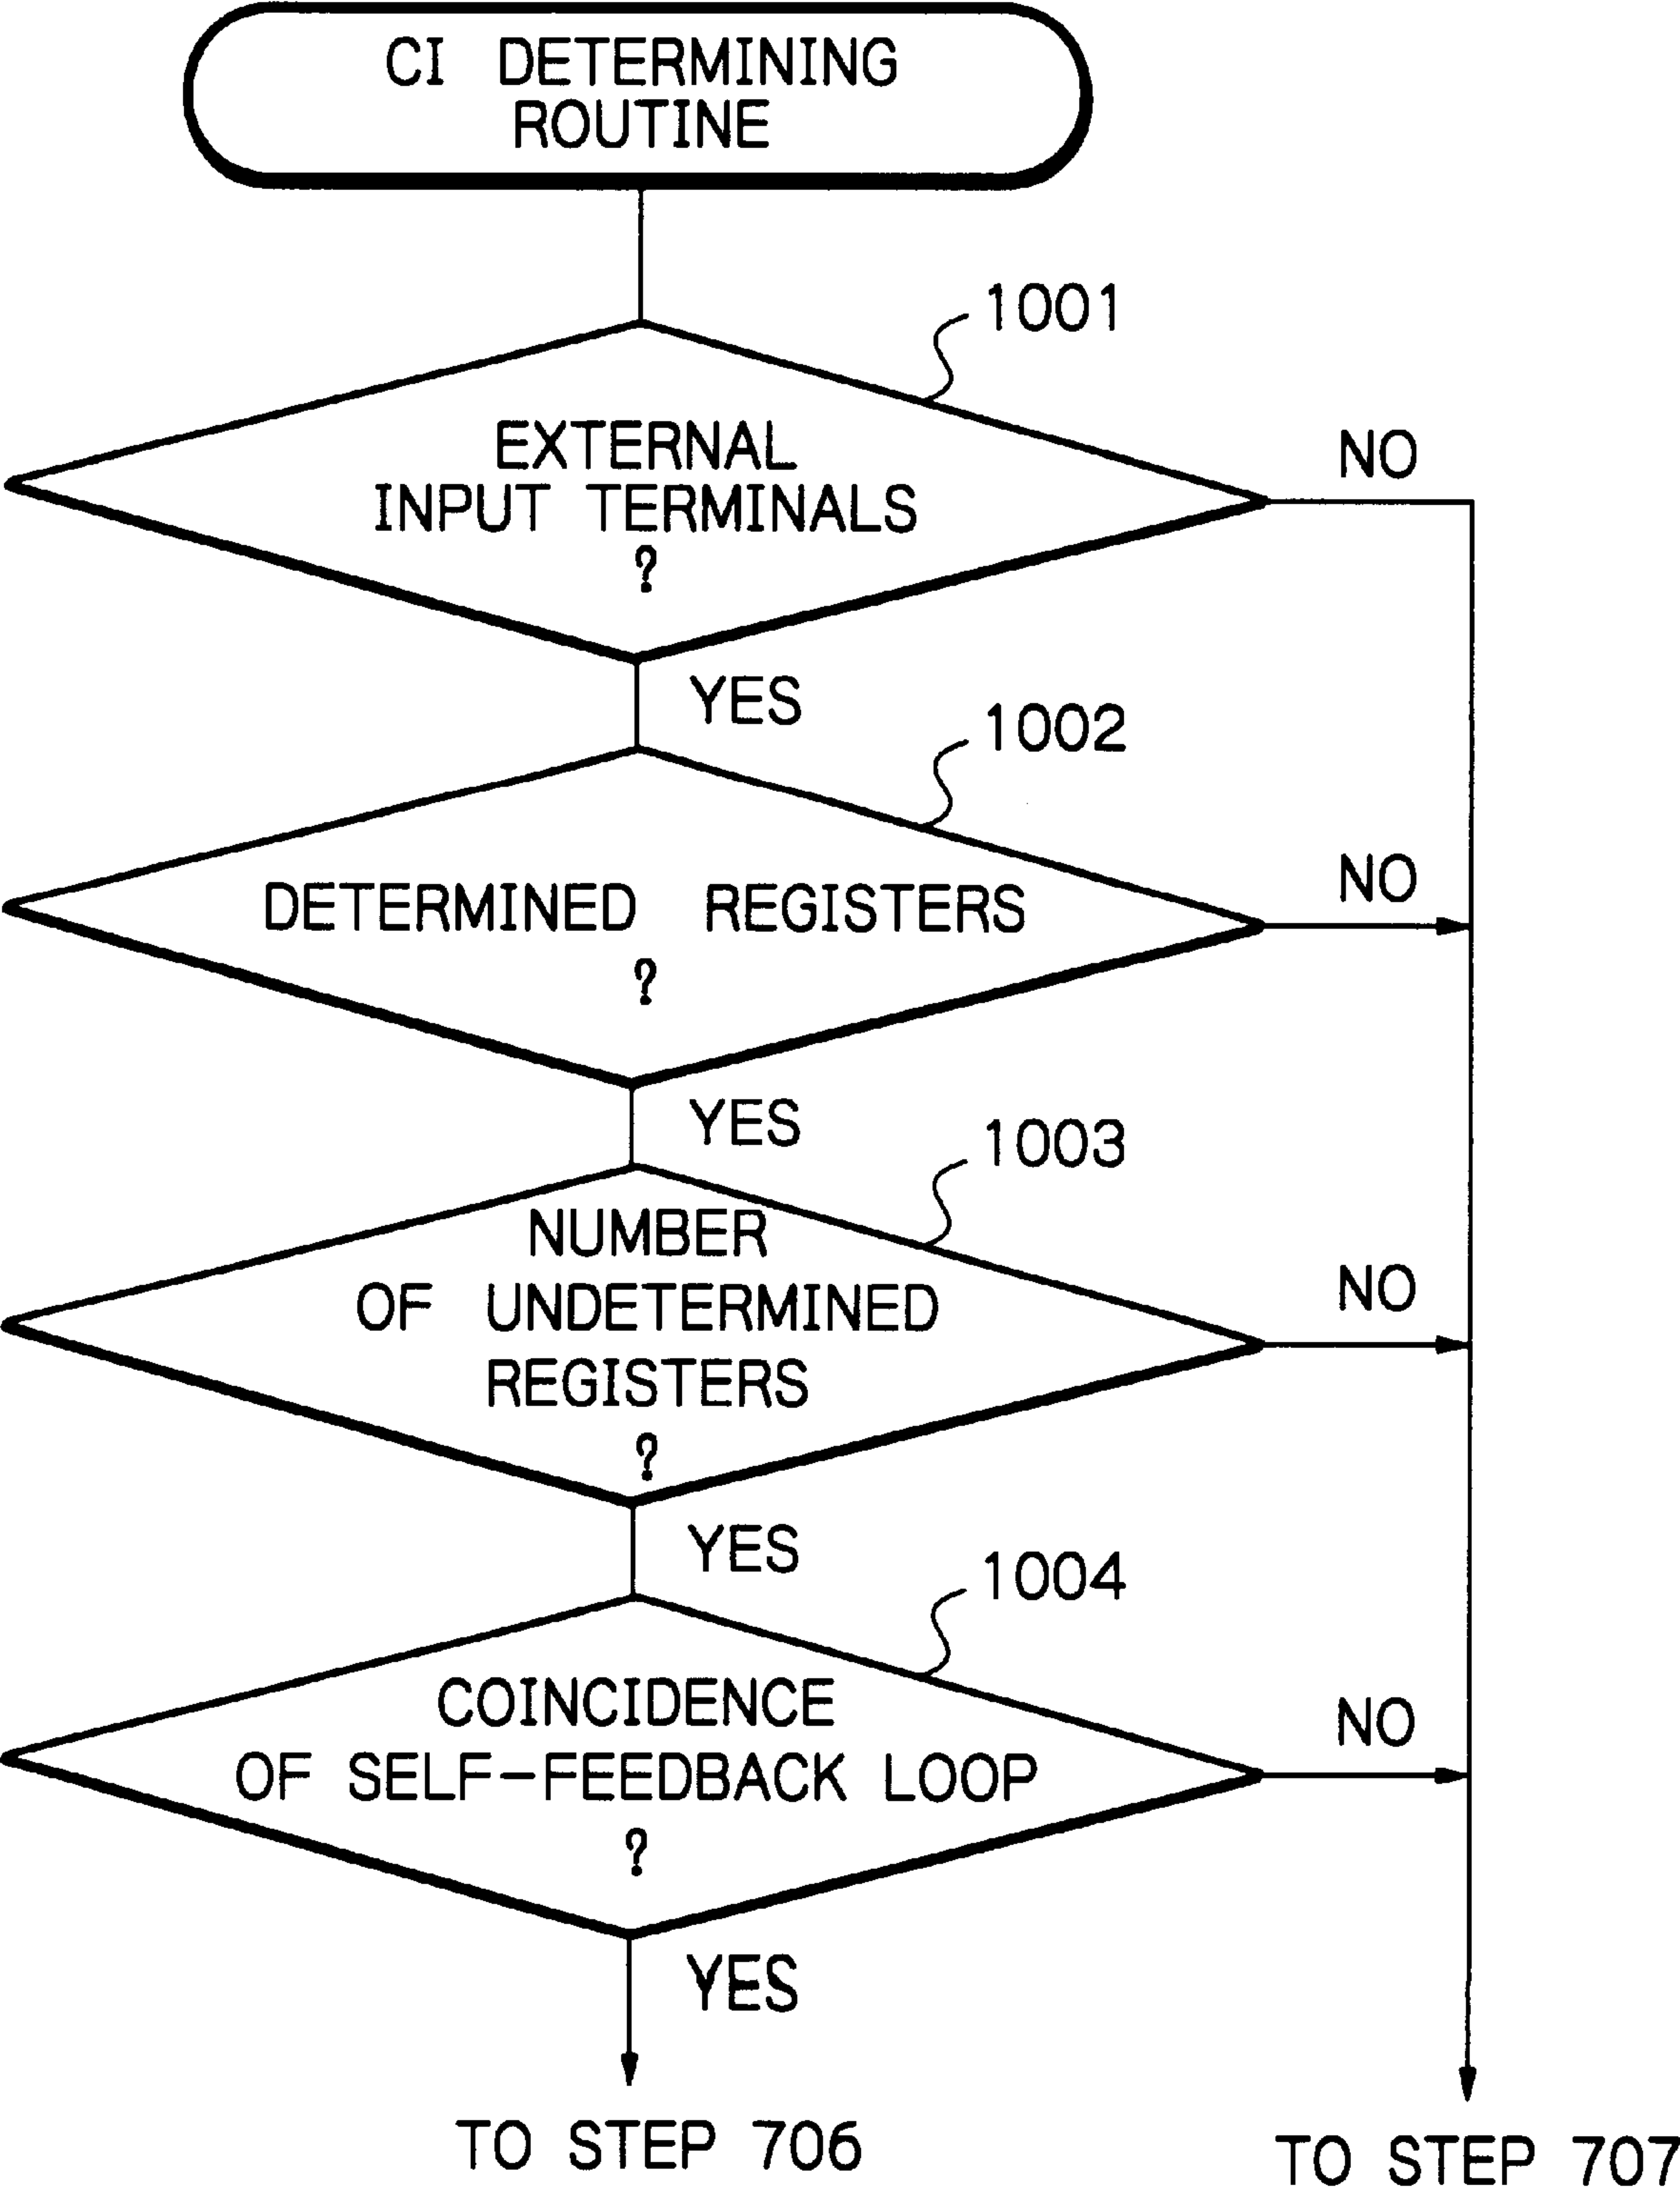 CI DETERMINING
ROUTINE
1001
EXTERNAL
INPUT TERMINALS
?
NO
YES
1002
DETERMINED REGISTERS
?
NO
YES
1003
NUMBER
OF UNDETERMINED
REGISTERS
?
NO
YES
1004
COINCIDENCE
OF SELF-FEEDBACK LOOP
?
NO
YES
TO STEP 706
TO STEP 707